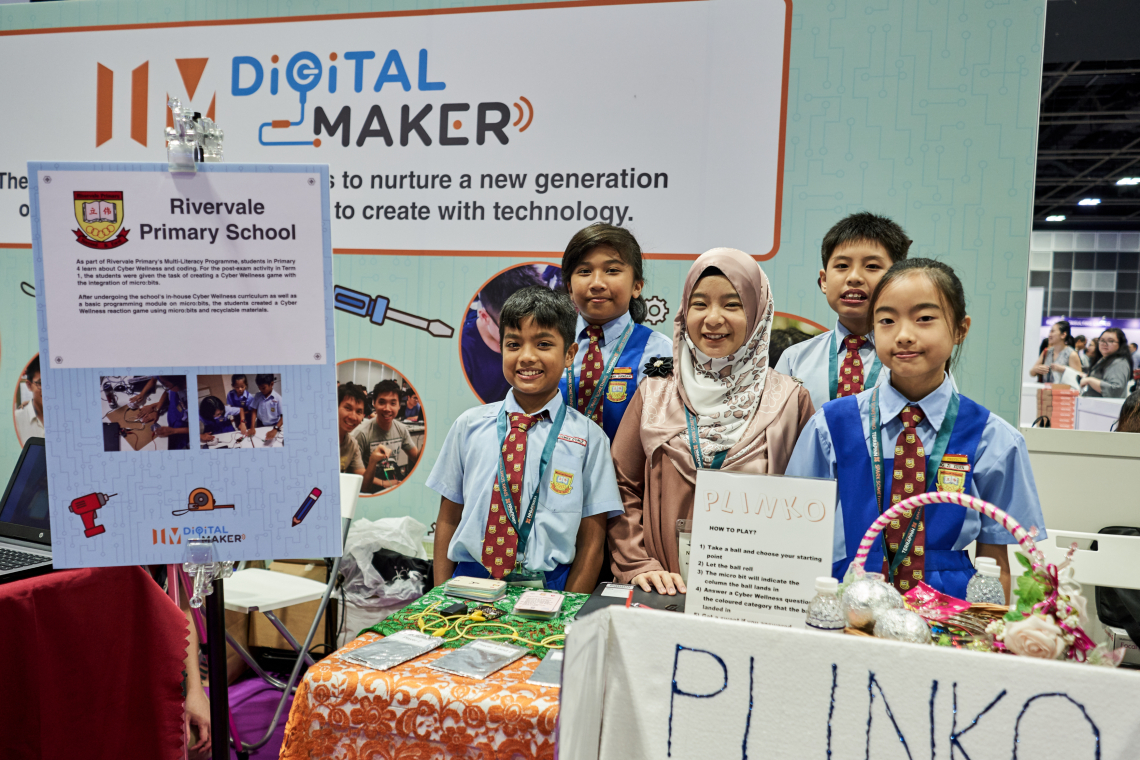 DiGiTAL
MAKER
The
s to nurture a new generation
o
to create with technology.
Rivervale
Primary School
As part of Rivervale Primary's Multi-Literacy Programme, students in Primary
4 learn about Cyber Wellness and coding. For the post-exam activity in Term
1, the students were given the task of creating a Cyber Wellness game with
the integration of micro:bits.
After undergoing the school's in-house Cyber Wellness curriculum as well as
a basic programming module on micro:bits, the students created a Cyber
Wellness reaction game using micro:bits and recyclable materials.
DiGiTAL
MAKER
PLINKO
HOW TO PLAY?
1) Take a ball and choose your starting
point
2) Let the ball roll
3) The micro bit will indicate the
column the ball lands in
4) Answer a Cyber Wellness question
the coloured category that the ba
landed in
PLINKO